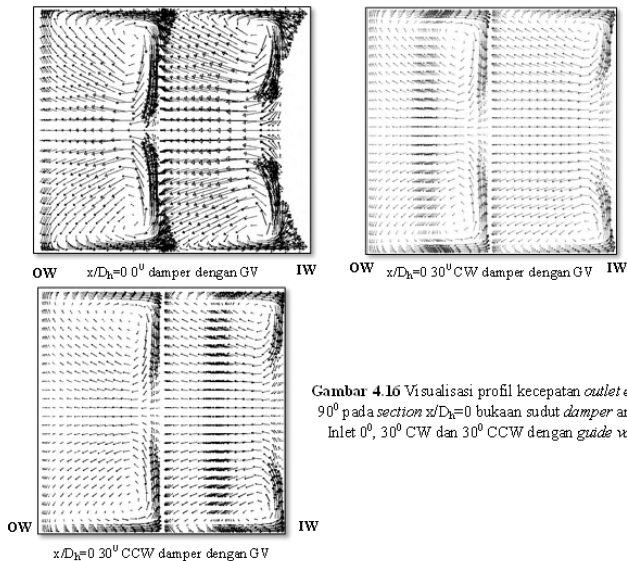 OW x/Dh=0 0⁰ damper dengan GV IW
OW x/Dh=0 30⁰ CW damper dengan GV IW
Gambar 4.16 Visualisasi profil kecepatan outlet
90⁰ pada section x/Dh=0 bukaan sudut damper
Inlet 0⁰, 30⁰ CW dan 30⁰ CCW dengan guide
OW IW
x/Dh=0 30⁰ CCW damper dengan GV